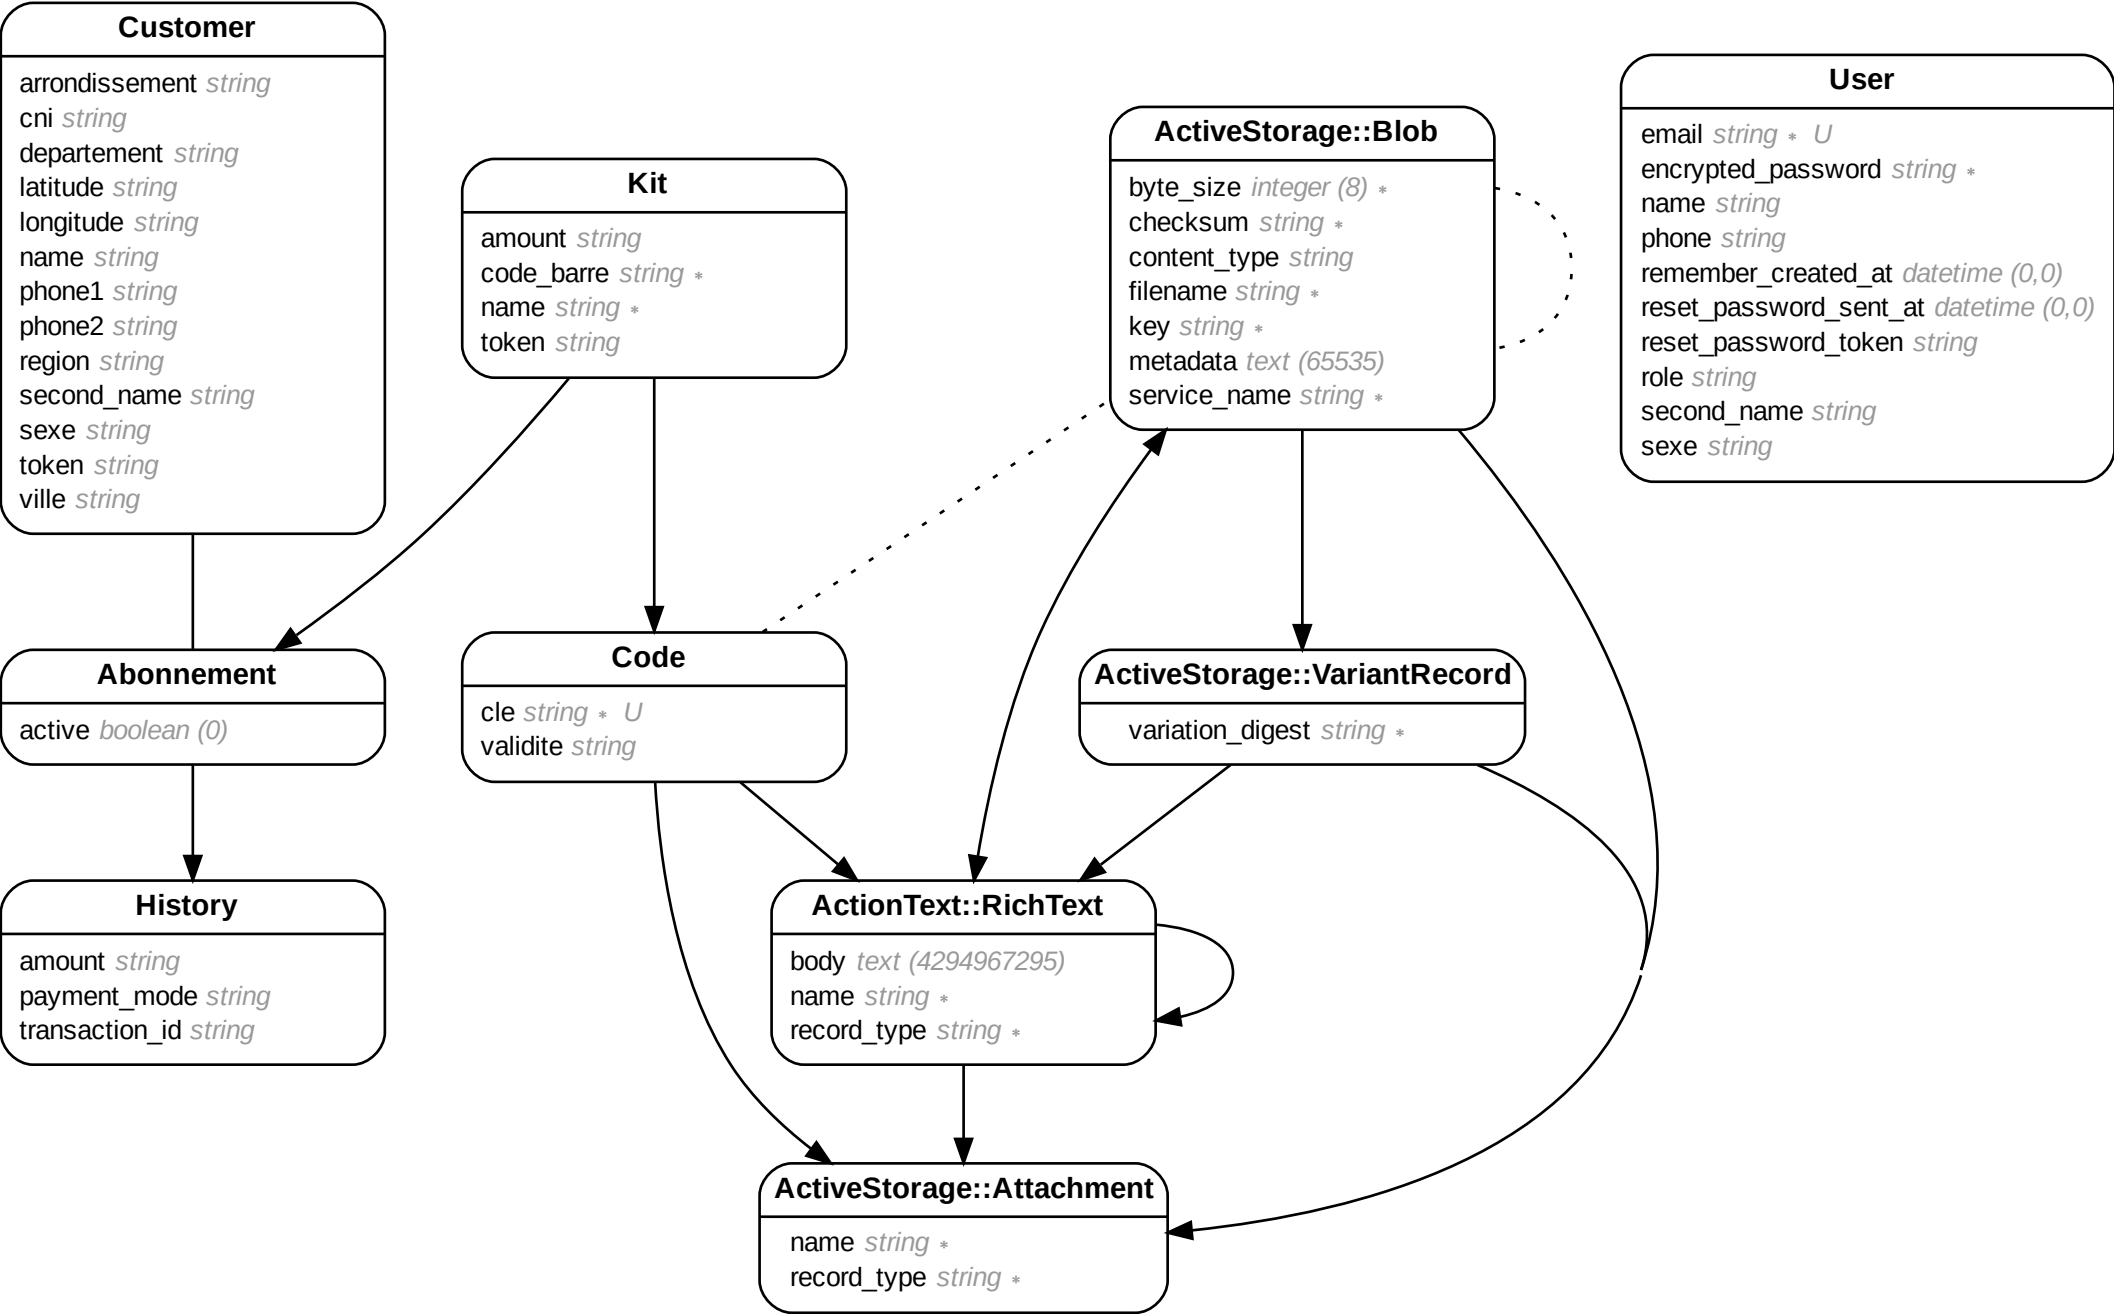 Customer
arrondissement string
cni string
departement string
latitude string
longitude string
name string
phone1 string
phone2 string
region string
second_name string
sexe string
token string
ville string
Kit
amount string
code_barre string *
name string *
token string
ActiveStorage::Blob
byte_size integer (8) *
checksum string *
content_type string
filename string *
key string *
metadata text (65535)
service_name string *
User
email string * U
encrypted_password string *
name string
phone string
remember_created_at datetime (0,0)
reset_password_sent_at datetime (0,0)
reset_password_token string
role string
second_name string
sexe string
Abonnement
active boolean (0)
Code
cle string * U
validite string
ActiveStorage::VariantRecord
variation_digest string *
History
amount string
payment_mode string
transaction_id string
ActionText::RichText
body text (4294967295)
name string *
record_type string *
ActiveStorage::Attachment
name string *
record_type string *